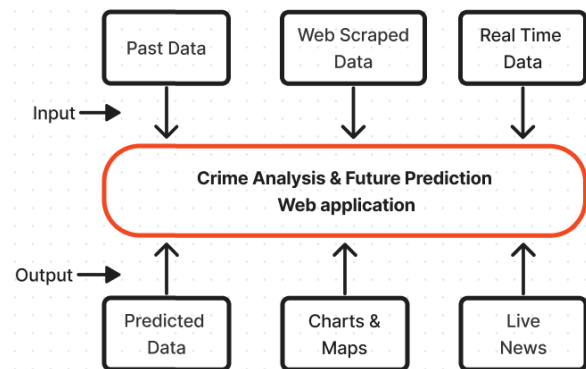 Past Data
Web Scraped
Data
Real Time
Data
Input
Crime Analysis & Future Prediction
Web application
Output
Predicted
Data
Charts &
Maps
Live
News